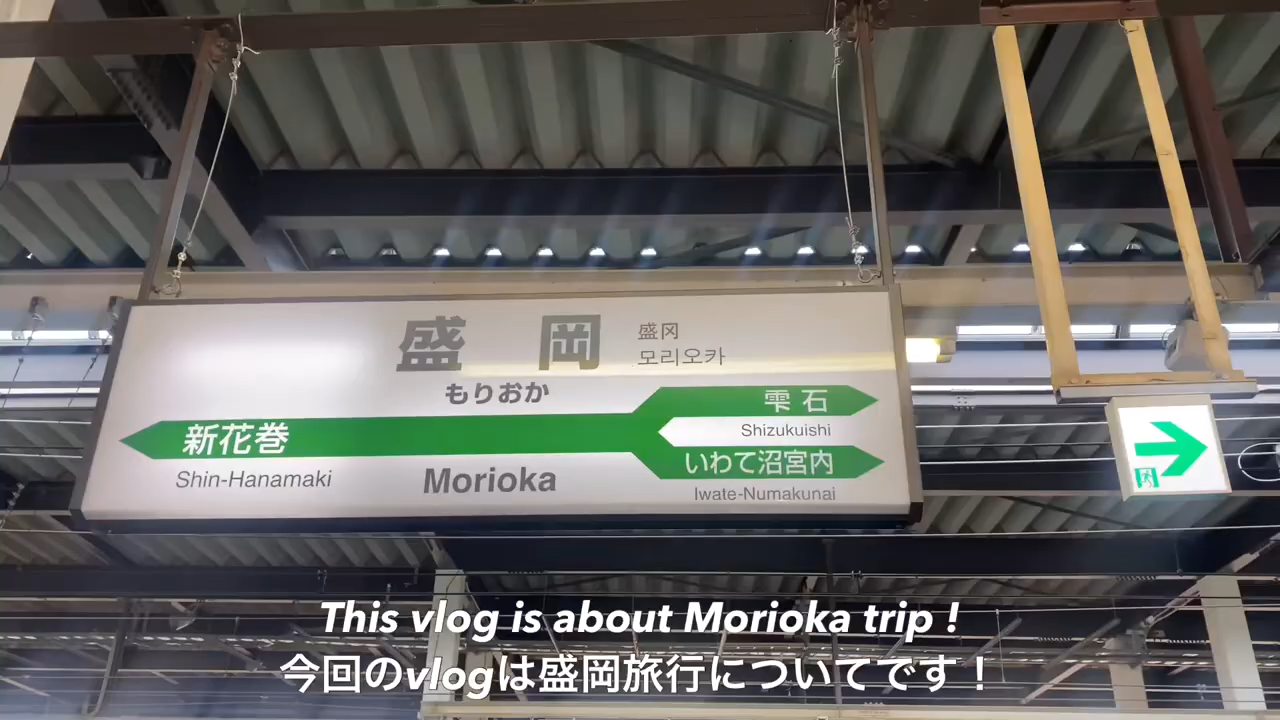 盛岡
盛冈
모리오카
もりおか
雫石
Shizukuishi
新花巻
いわて沼宮内
Shin-Hanamaki
Morioka
Iwate-Numakunai
This vlog is about Morioka trip !
今回のvlogは盛岡旅行についてです！